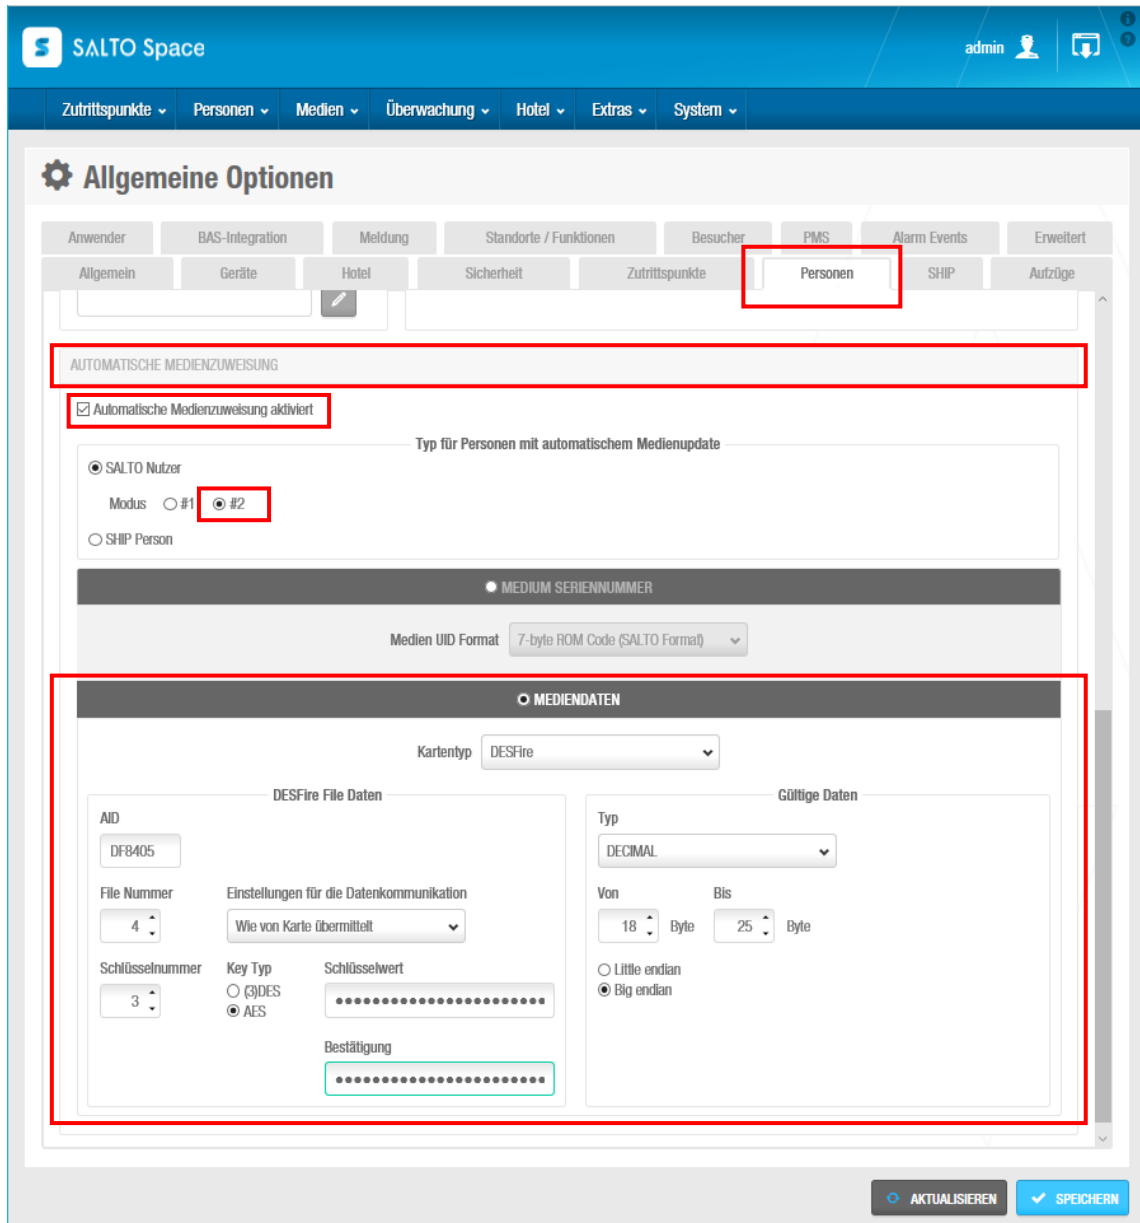 SALTO Space
admin
Zutrittspunkte Personen Medien Überwachung Hotel Extras System
Allgemeine Optionen
Anwender BAS-Integration Meldung Standorte / Funktionen Besucher PMS Alarm Events Erweitert
Allgemein Geräte Hotel Sicherheit Zutrittspunkte Personen SHIP Aufzüge
AUTOMATISCHE MEDIENZUWEISUNG
Automatische Medienzuweisung aktiviert
Typ für Personen mit automatischem Medienupdate
SALTO Nutzer
Modus #1 #2
SHIP Person
MEDIUM SERIENNUMMER
Medien UID Format 7-byte ROM Code (SALTO Format)
MEDIENDATEN
Kartentyp DESFire
DESFire File Daten
AID
DF8405
File Nummer Einstellungen für die Datenkommunikation
4 Wie von Karte übermittelt
Schlüsselnummer Key Typ Schlüsselwert
3 (3)DES
AES
Bestätigung
Gültige Daten
Typ
DECIMAL
Von Bis
18 Byte 25 Byte
Little endian
Big endian
AKTUALISIEREN SPEICHERN